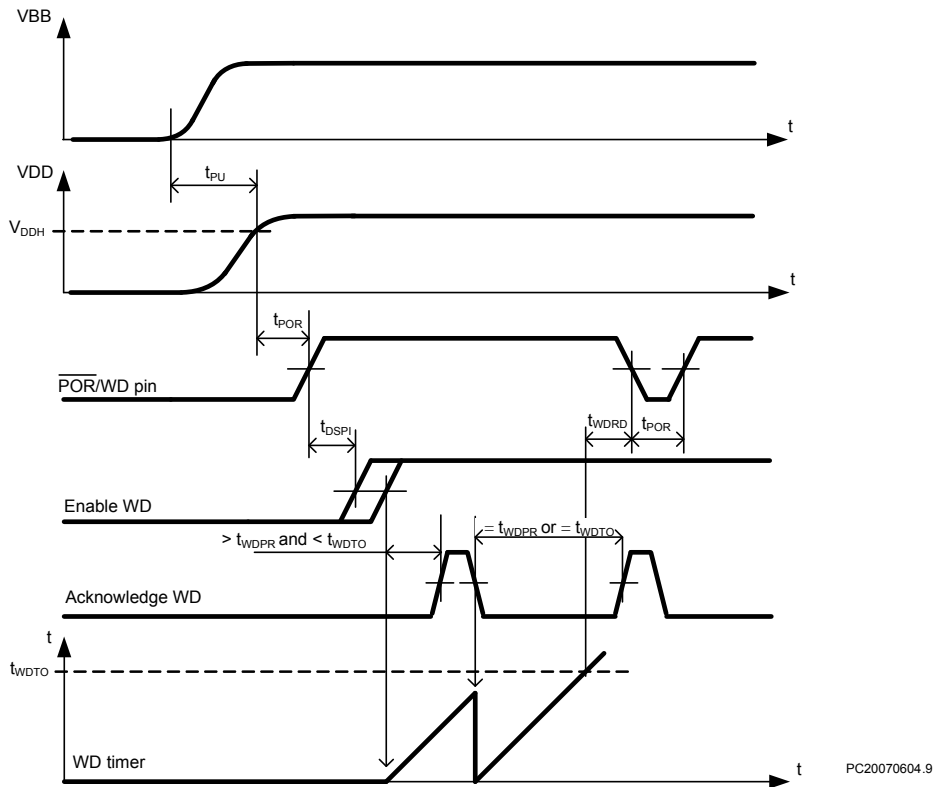 VBB
t
VDD
tPU
VDDH
t
tPOR
POR/WD pin
tWDRD
tPOR
tDSPI
Enable WD
> tWDPR and < tWDTO
= tWDPR or = tWDTO
Acknowledge WD
t
tWDTO
WD timer
t
PC20070604.9